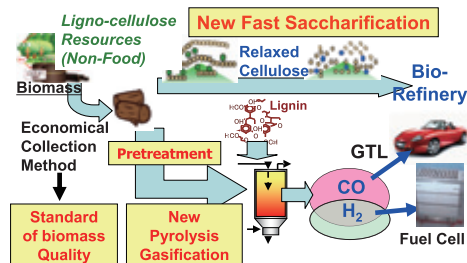 Ligno-cellulose
Resources
(Non-Food)
New Fast Saccharification
Relaxed
Cellulose
Bio-
Refinery
Biomass
Economical
Collection
Method
Pretreatment
Lignin
GTL
CO
H2
Fuel Cell
Standard
of biomass
Quality
New
Pyrolysis
Gasification